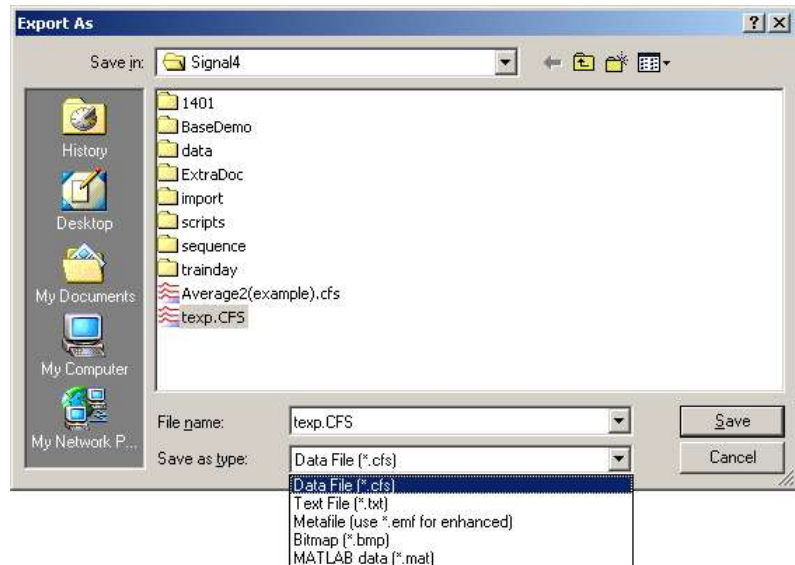 Export As
Save in: Signal4
History
Desktop
My Documents
My Computer
My Network P...
1401
BaseDemo
data
ExtraDoc
import
scripts
sequence
trainday
Average2(example).cfs
texp.CFS
File name: texp.CFS Save
Save as type: Data File (*.cfs) Cancel
Data File (*.cfs)
Text File (*.txt)
Metafile (use *.emf for enhanced)
Bitmap (*.bmp)
MATLAB data (*.mat)